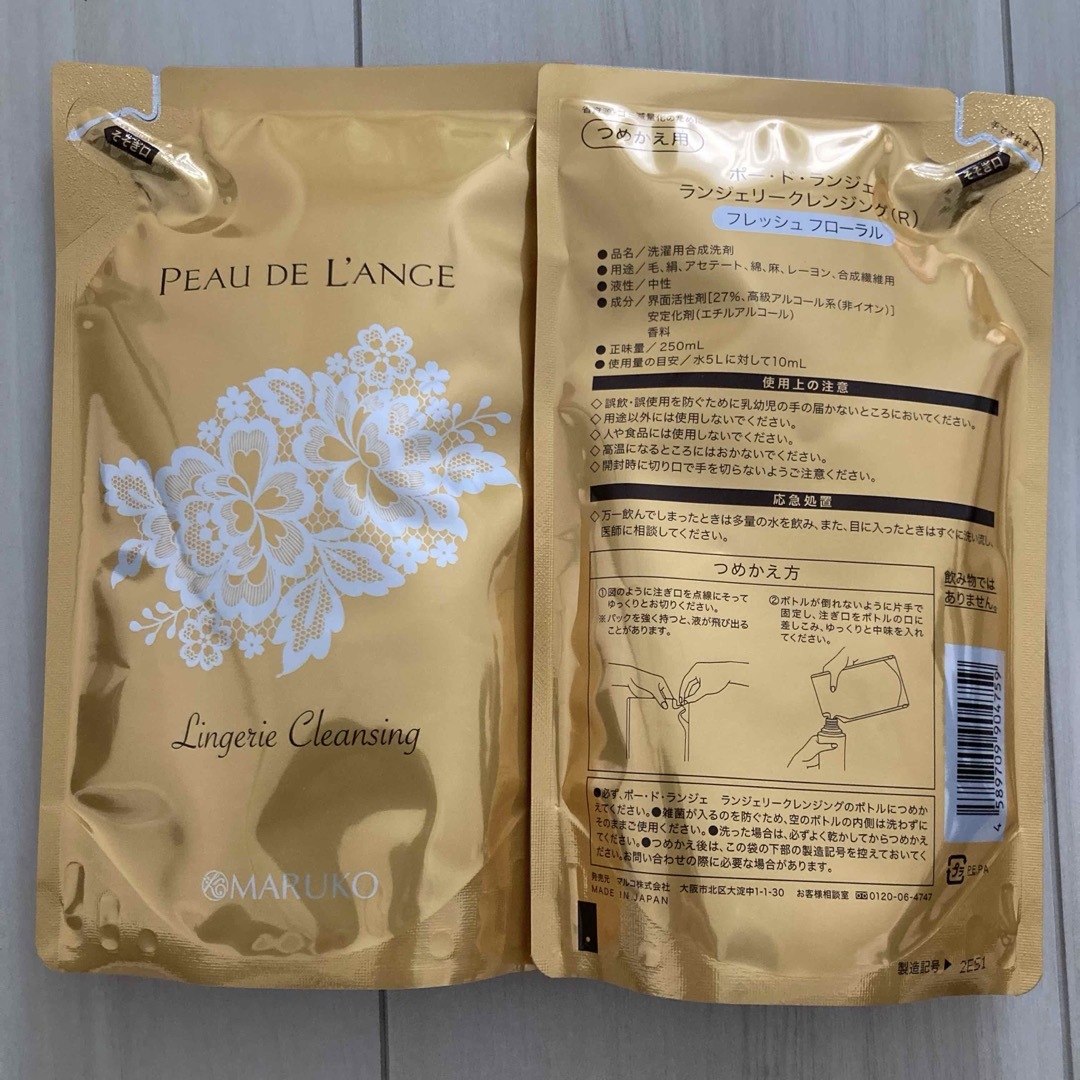 そそぎ口
PEAU DE L'ANGE
Lingerie Cleansing
MARUKO
つめかえ用
手できれます
そそぎ口
ポー・ド・ランジェ
ランジェリークレンジング(R)
フレッシュ フローラル
●品名/洗濯用合成洗剤
●用途/毛、絹、アセテート、綿、麻、レーヨン、合成繊維用
●液性/中性
●成分/界面活性剤[27%、高級アルコール系(非イオン)]
安定化剤(エチルアルコール)
香料
●正味量/250mL
●使用量の目安/水5Lに対して10mL
使用上の注意
◇誤飲・誤使用を防ぐために乳幼児の手の届かないところにおいてください。
◇用途以外には使用しないでください。
◇人や食品には使用しないでください。
◇高温になるところにはおかないでください。
◇開封時に切り口で手を切らないようご注意ください。
応急処置
◇万一飲んでしまったときは多量の水を飲み、また、目に入ったときはすぐに洗い流し、
医師に相談してください。
つめかえ方
①図のように注ぎ口を点線にそって
ゆっくりとお切りください。
※パックを強く持つと、液が飛び出る
ことがあります。
②ボトルが倒れないように片手で
固定し、注ぎ口をボトルの口に
差しこみ、ゆっくりと中味を入れ
てください。
飲み物では
ありません。
4 589709 904759
●必ず、ポー・ド・ランジェ ランジェリークレンジングのボトルにつめか
えてください。●雑菌が入るのを防ぐため、空のボトルの内側は洗わずに
そのままご使用ください。●洗った場合は、必ずよく乾かしてからつめかえ
てください。●つめかえ後は、この袋の下部の製造記号を控えておいてく
ださい。お問い合わせの際に必要な場合があります。
プラ PE,PA
発売元 マルコ株式会社 大阪市北区大淀中1-1-30 お客様相談室 0120-06-4747
MADE IN JAPAN
製造記号▶ 2ES1